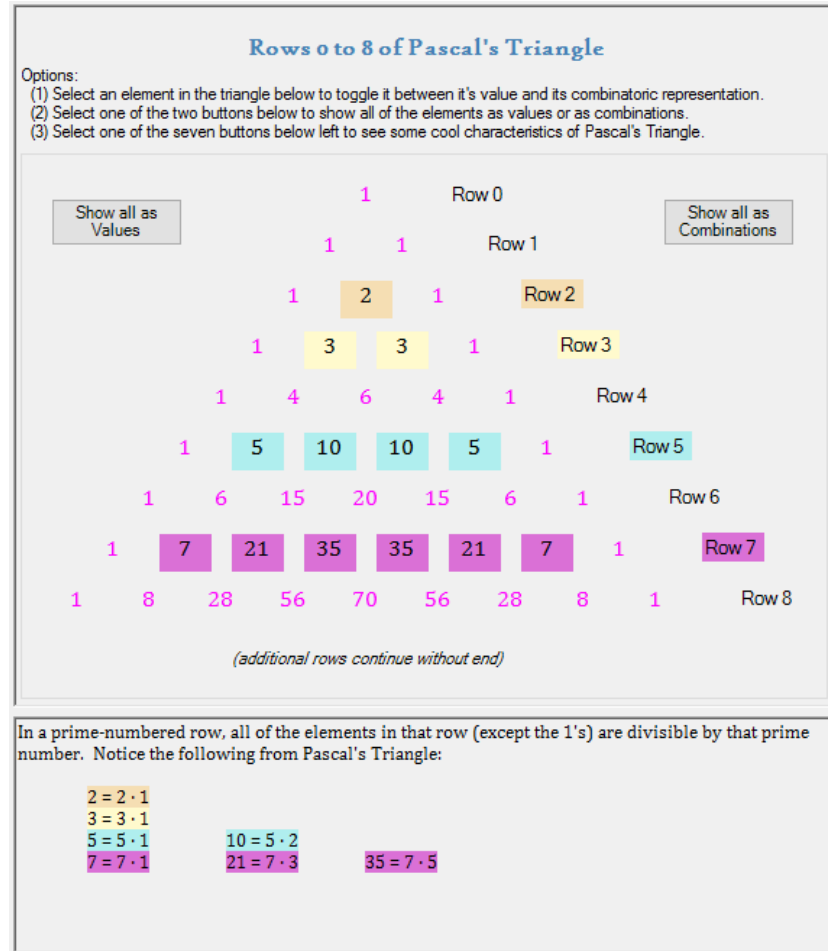 Rows 0 to 8 of Pascal's Triangle
Options:
(1) Select an element in the triangle below to toggle it between it's value and its combinatoric representation.
(2) Select one of the two buttons below to show all of the elements as values or as combinations.
(3) Select one of the seven buttons below left to see some cool characteristics of Pascal's Triangle.
Show all as
Values
Show all as
Combinations
1 Row 0
1 1 Row 1
1 2 1 Row 2
1 3 3 1 Row 3
1 4 6 4 1 Row 4
1 5 10 10 5 1 Row 5
1 6 15 20 15 6 1 Row 6
1 7 21 35 35 21 7 1 Row 7
1 8 28 56 70 56 28 8 1 Row 8
(additional rows continue without end)
In a prime-numbered row, all of the elements in that row (except the 1's) are divisible by that prime
number. Notice the following from Pascal's Triangle:
2 = 2 · 1
3 = 3 · 1
5 = 5 · 1 10 = 5 · 2
7 = 7 · 1 21 = 7 · 3 35 = 7 · 5